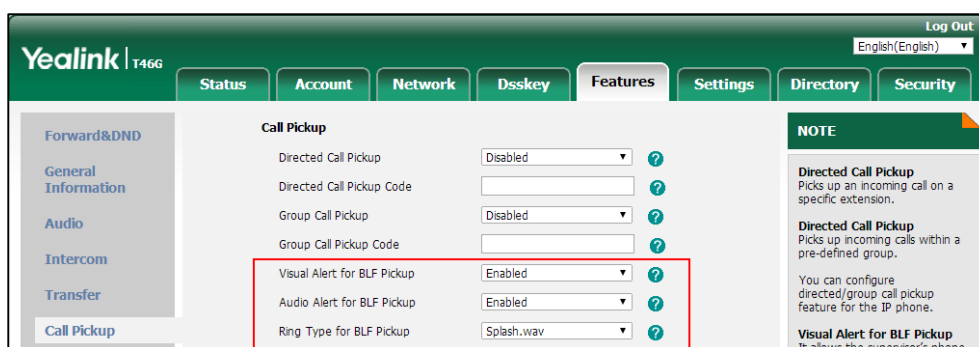 Log Out
English(English)
Yealink | T46G
Status Account Network Dsskey Features Settings Directory Security
Forward&DND
General
Information
Audio
Intercom
Transfer
Call Pickup
Call Pickup
Directed Call Pickup Disabled
Directed Call Pickup Code
Group Call Pickup Disabled
Group Call Pickup Code
Visual Alert for BLF Pickup Enabled
Audio Alert for BLF Pickup Enabled
Ring Type for BLF Pickup Splash.wav
NOTE
Directed Call Pickup
Picks up an incoming call on a
specific extension.
Directed Call Pickup
Picks up incoming calls within a
pre-defined group.
You can configure
directed/group call pickup
feature for the IP phone.
Visual Alert for BLF Pickup
It allows the supervisor's phone